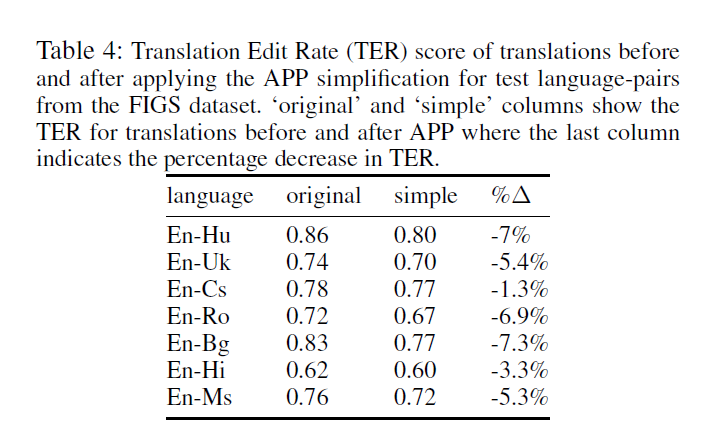 Table 4: Translation Edit Rate (TER) score of translations before
and after applying the APP simplification for test language-pairs
from the FIGS dataset. ‘original’ and ‘simple’ columns show the
TER for translations before and after APP where the last column
indicates the percentage decrease in TER.
language original simple %Δ
En-Hu 0.86 0.80 -7%
En-Uk 0.74 0.70 -5.4%
En-Cs 0.78 0.77 -1.3%
En-Ro 0.72 0.67 -6.9%
En-Bg 0.83 0.77 -7.3%
En-Hi 0.62 0.60 -3.3%
En-Ms 0.76 0.72 -5.3%